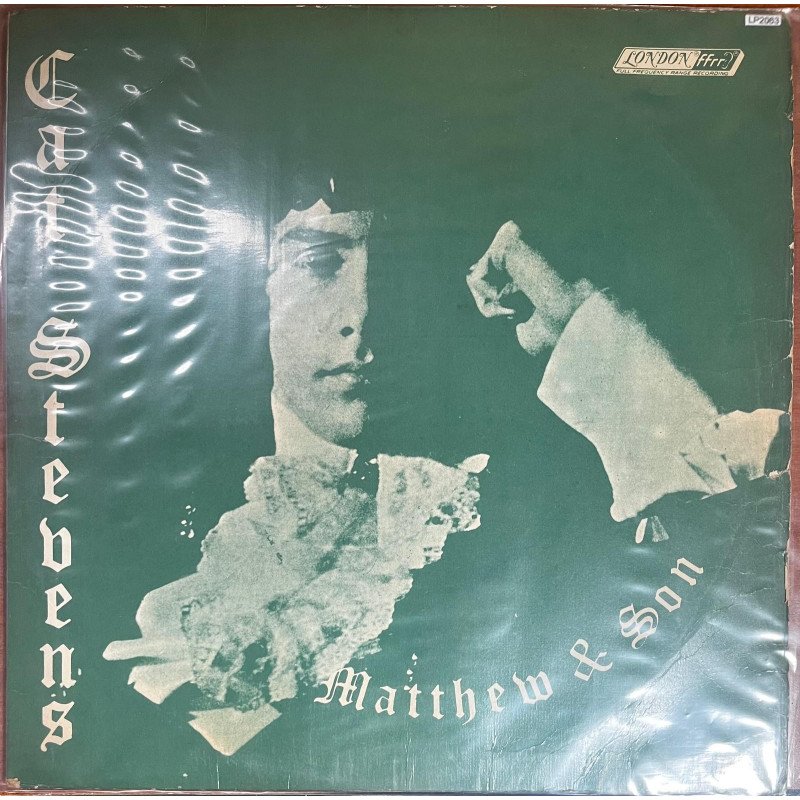 LP2063
LONDON ffrr
FULL FREQUENCY RANGE RECORDING
Cat Stevens
Matthew & Son